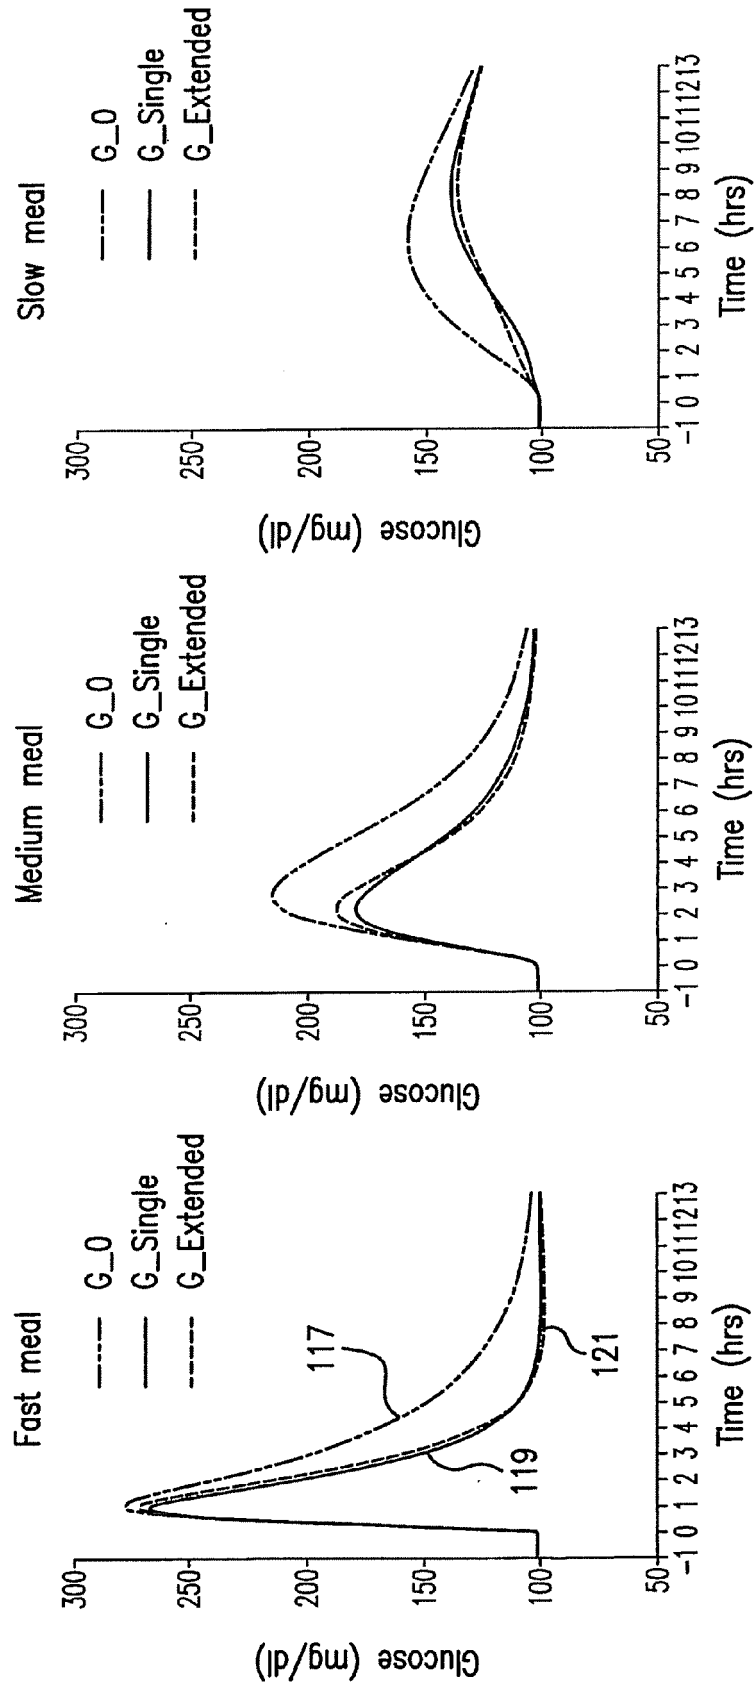 Fast meal
G_0
G_Single
G_Extended
Glucose (mg/dl)
300
250
200
150
100
50
117
119
121
-1 0 1 2 3 4 5 6 7 8 9 10 11 12 13
Time (hrs)
Medium meal
G_0
G_Single
G_Extended
Glucose (mg/dl)
300
250
200
150
100
50
-1 0 1 2 3 4 5 6 7 8 9 10 11 12 13
Time (hrs)
Slow meal
G_0
G_Single
G_Extended
Glucose (mg/dl)
300
250
200
150
100
50
-1 0 1 2 3 4 5 6 7 8 9 10 11 12 13
Time (hrs)